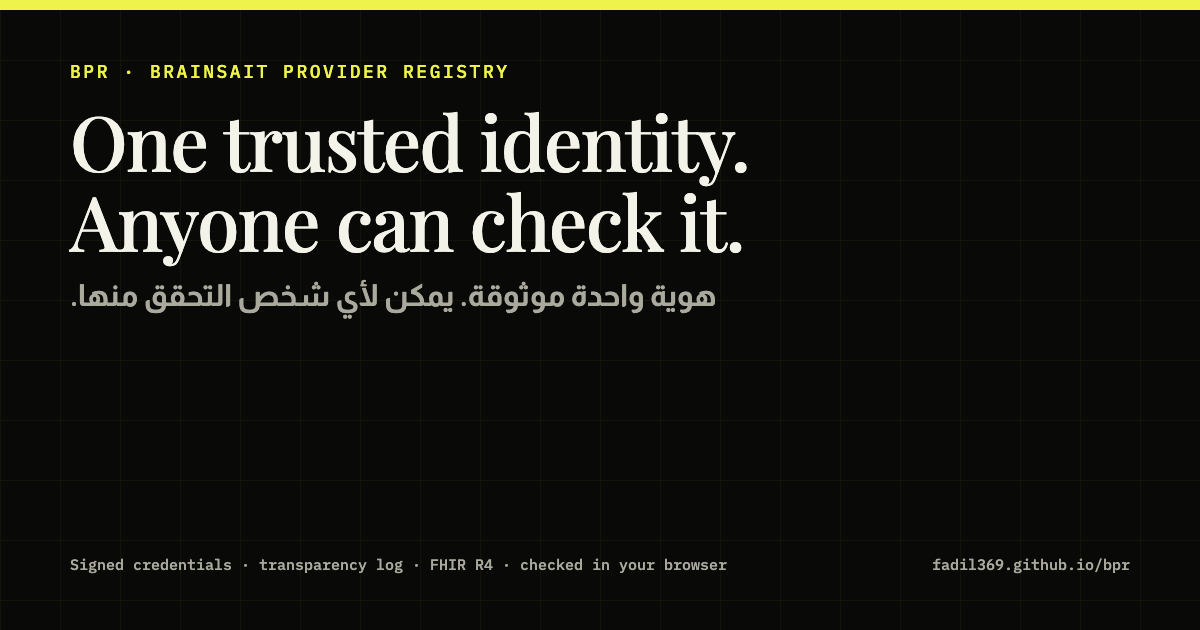 BPR · BRAINSAIT PROVIDER REGISTRY
One trusted identity.
Anyone can check it.
هوية واحدة موثوقة. يمكن لأي شخص التحقق منها.
Signed credentials · transparency log · FHIR R4 · checked in your browser
fadil369.github.io/bpr